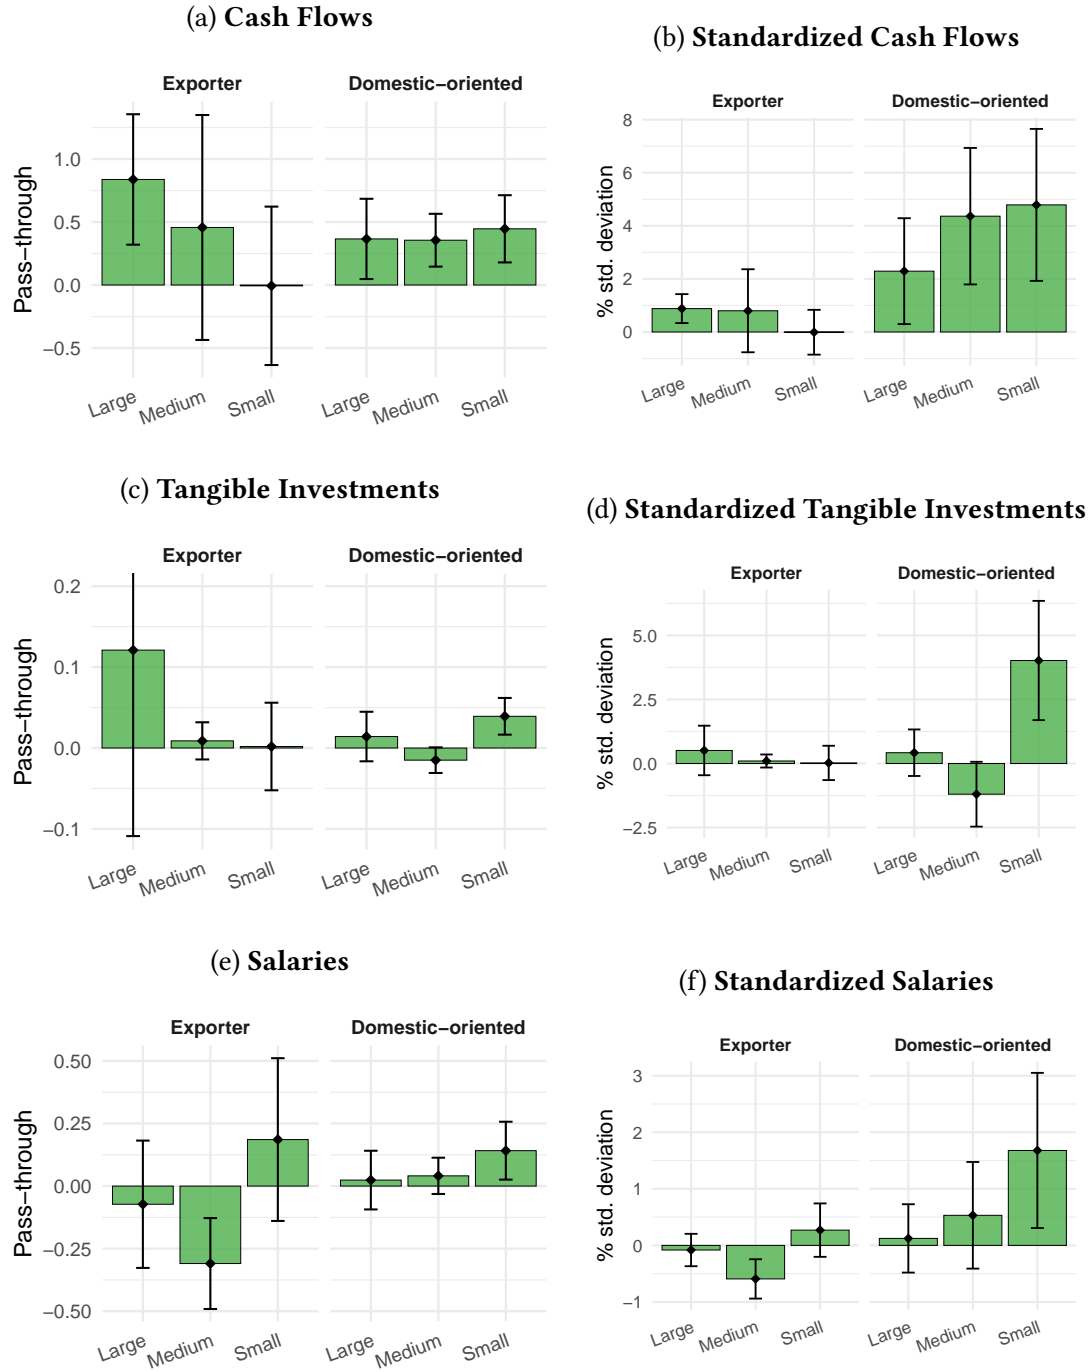 (a) Cash Flows
Exporter Domestic-oriented
Pass-through
1.0
0.5
0.0
-0.5
Large Medium Small Large Medium Small
(b) Standardized Cash Flows
Exporter Domestic-oriented
% std. deviation
8
6
4
2
0
Large Medium Small Large Medium Small
(c) Tangible Investments
Exporter Domestic-oriented
Pass-through
0.2
0.1
0.0
-0.1
Large Medium Small Large Medium Small
(d) Standardized Tangible Investments
Exporter Domestic-oriented
% std. deviation
5.0
2.5
0.0
-2.5
Large Medium Small Large Medium Small
(e) Salaries
Exporter Domestic-oriented
Pass-through
0.50
0.25
0.00
-0.25
-0.50
Large Medium Small Large Medium Small
(f) Standardized Salaries
Exporter Domestic-oriented
% std. deviation
3
2
1
0
-1
Large Medium Small Large Medium Small